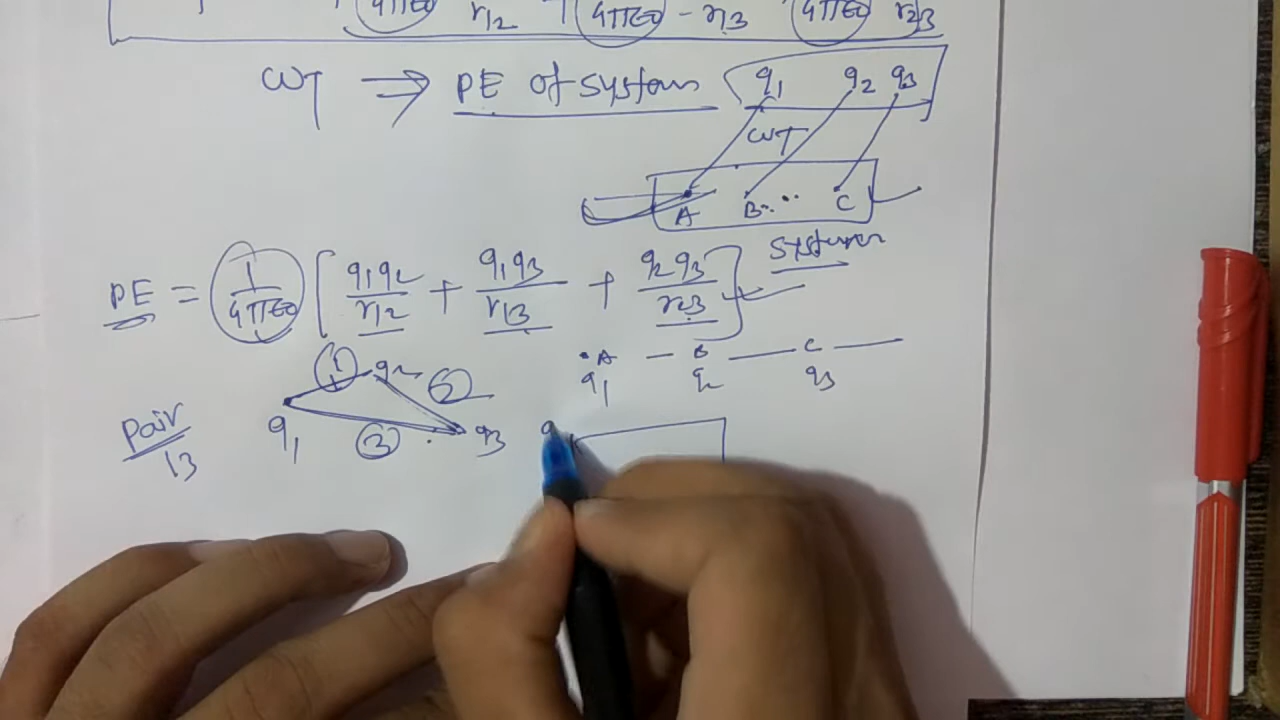 4πε0 r12 + 4πε0 - r13 4πε0 r23
WT ⇒ PE of system q1 q2 q3
WT
A B... C
PE = 1/4πε0 [ q1q2/r12 + q1q3/r13 + q2q3/r23 ] system
.A — B — C —
q1 q2 q3
① q2 ②
Pair/13 q1 ③ q3 q